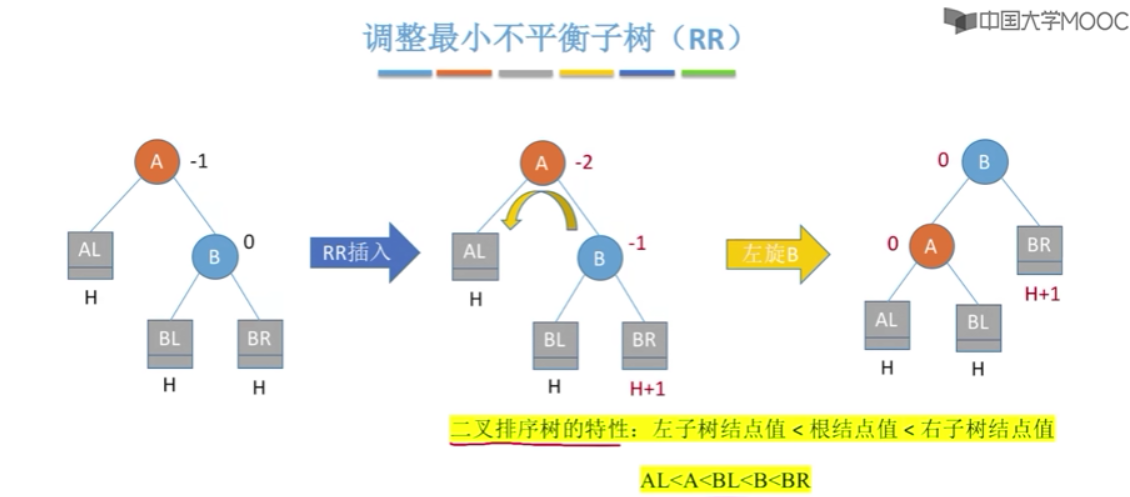 中国大学MOOC
调整最小不平衡子树（RR）
A -1
AL
H
B 0
BL
H
BR
H
RR插入
A -2
AL
H
B -1
BL
H
BR
H+1
左旋B
0 B
0 A
BR
H+1
AL
H
BL
H
二叉排序树的特性：左子树结点值 < 根结点值 < 右子树结点值
AL<A<BL<B<BR